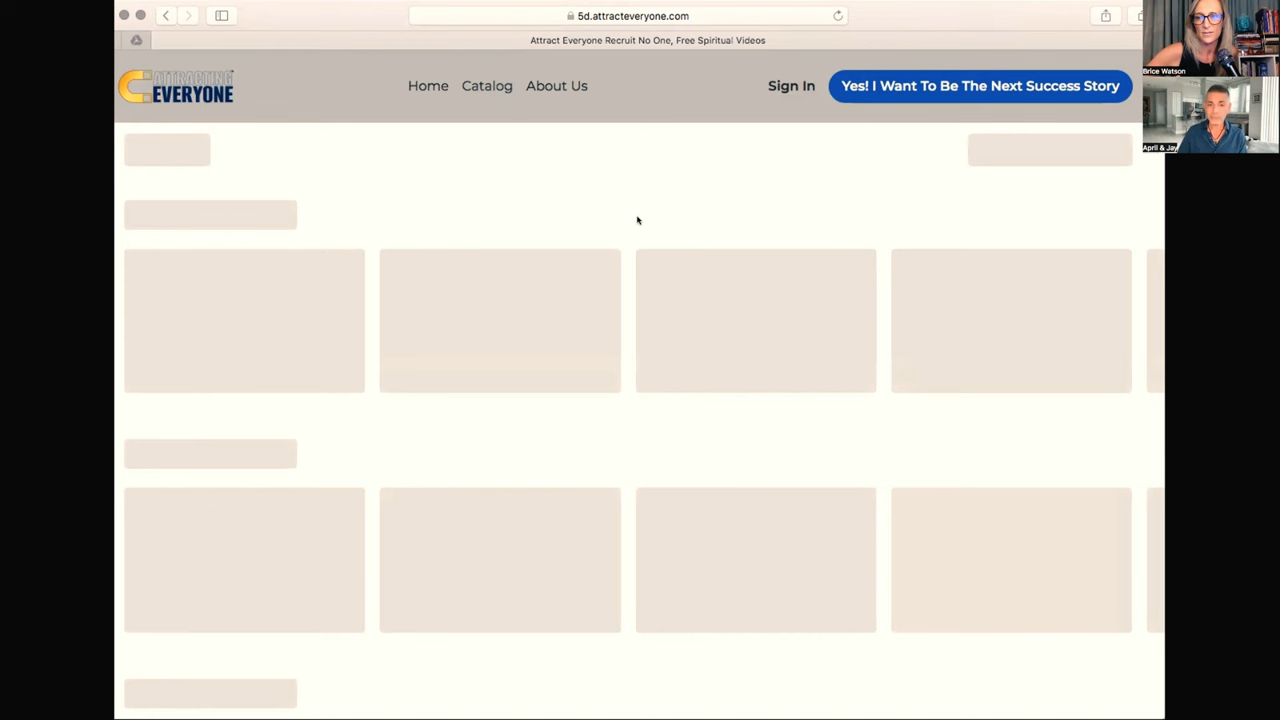 5d.attracteveryone.com
Attract Everyone Recruit No One, Free Spiritual Videos
ATTRACTING
EVERYONE
Home Catalog About Us Sign In Yes! I Want To Be The Next Success Story
Brice Watson
April & Jay